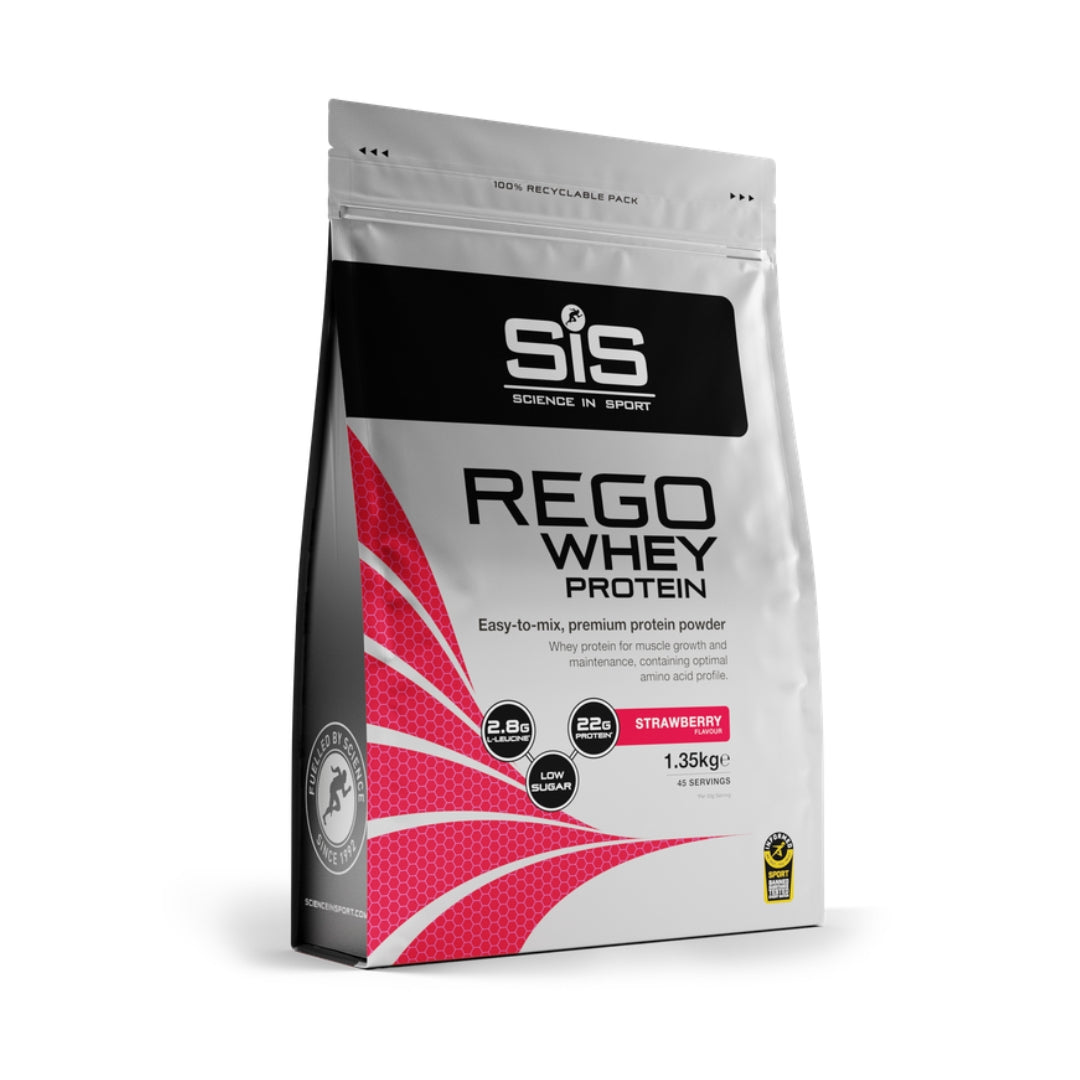 100% RECYCLABLE PACK
SiS
SCIENCE IN SPORT
REGO
WHEY
PROTEIN
Easy-to-mix, premium protein powder
Whey protein for muscle growth and
maintenance, containing optimal
amino acid profile.
2.8G
L-LEUCINE*
22G
PROTEIN*
LOW
SUGAR
STRAWBERRY
FLAVOUR
1.35kg℮
45 SERVINGS
FUELLED BY SCIENCE
SINCE 1992
SCIENCEINSPORT.COM
INFORMED
SPORT
BANNED
TESTED